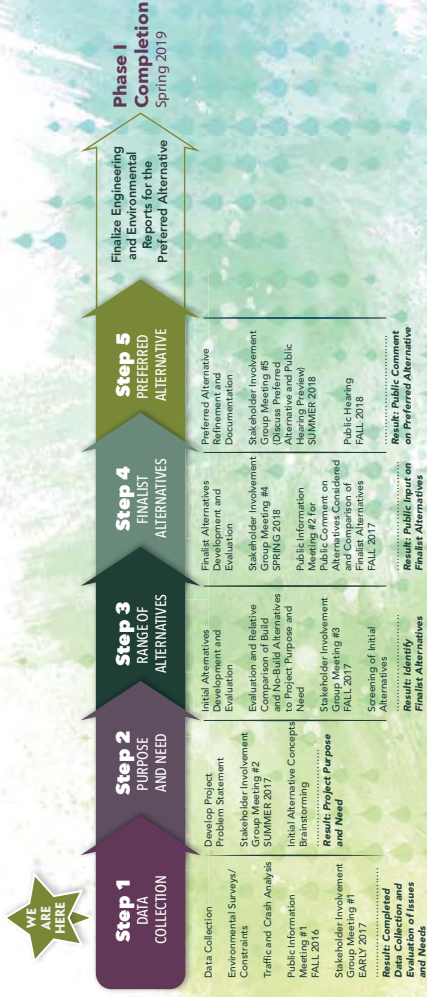 WE
ARE
HERE
Step 1
DATA
COLLECTION
Data Collection
Environmental Surveys/
Constraints
Traffic and Crash Analysis
Public Information
Meeting #1
FALL 2016
Stakeholder Involvement
Group Meeting #1
EARLY 2017
Result: Completed
Data Collection and
Evaluation of Issues
and Needs
Step 2
PURPOSE
AND NEED
Develop Project
Problem Statement
Stakeholder Involvement
Group Meeting #2
SUMMER 2017
Initial Alternative Concepts
Brainstorming
Result: Project Purpose
and Need
Step 3
RANGE OF
ALTERNATIVES
Initial Alternatives
Development and
Evaluation
Evaluation and Relative
Comparison of Build
and No-Build Alternatives
to Project Purpose and
Need
Stakeholder Involvement
Group Meeting #3
FALL 2017
Screening of Initial
Alternatives
Result: Identify
Finalist Alternatives
Step 4
FINALIST
ALTERNATIVES
Finalist Alternatives
Development and
Evaluation
Stakeholder Involvement
Group Meeting #4
SPRING 2018
Public Information
Meeting #2 for
Public Comment on
Alternatives Considered
and Comparison of
Finalist Alternatives
FALL 2017
Result: Public Input on
Finalist Alternatives
Step 5
PREFERRED
ALTERNATIVE
Preferred Alternative
Refinement and
Documentation
Stakeholder Involvement
Group Meeting #5
(Discuss Preferred
Alternative and Public
Hearing Preview)
SUMMER 2018
Public Hearing
FALL 2018
Result: Public Comment
on Preferred Alternative
Finalize Engineering
and Environmental
Reports for the
Preferred Alternative
Phase I
Completion
Spring 2019